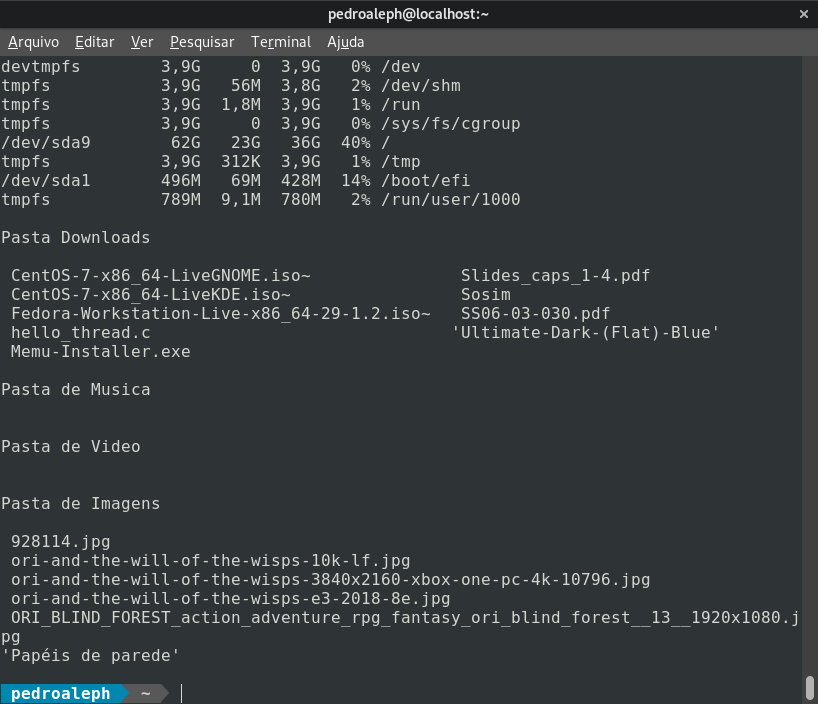 pedroaleph@localhost:~
Arquivo Editar Ver Pesquisar Terminal Ajuda
devtmpfs        3,9G     0  3,9G   0% /dev
tmpfs           3,9G   56M  3,8G   2% /dev/shm
tmpfs           3,9G  1,8M  3,9G   1% /run
tmpfs           3,9G     0  3,9G   0% /sys/fs/cgroup
/dev/sda9        62G   23G   36G  40% /
tmpfs           3,9G  312K  3,9G   1% /tmp
/dev/sda1       496M   69M  428M  14% /boot/efi
tmpfs           789M  9,1M  780M   2% /run/user/1000
Pasta Downloads
 CentOS-7-x86_64-LiveGNOME.iso~               Slides_caps_1-4.pdf
 CentOS-7-x86_64-LiveKDE.iso~                 Sosim
 Fedora-Workstation-Live-x86_64-29-1.2.iso~   SS06-03-030.pdf
 hello_thread.c                              'Ultimate-Dark-(Flat)-Blue'
 Memu-Installer.exe
Pasta de Musica
Pasta de Video
Pasta de Imagens
 928114.jpg
 ori-and-the-will-of-the-wisps-10k-lf.jpg
 ori-and-the-will-of-the-wisps-3840x2160-xbox-one-pc-4k-10796.jpg
 ori-and-the-will-of-the-wisps-e3-2018-8e.jpg
 ORI_BLIND_FOREST_action_adventure_rpg_fantasy_ori_blind_forest__13__1920x1080.j
pg
'Papéis de parede'
pedroaleph ~